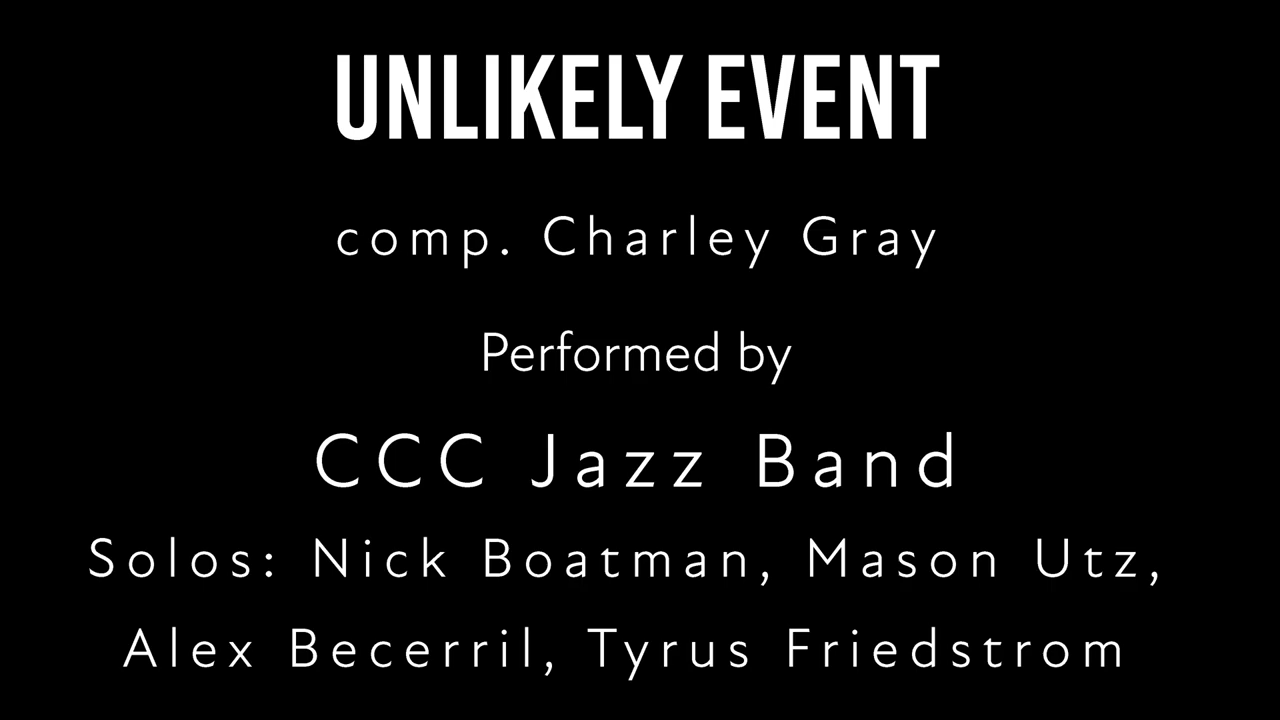 UNLIKELY EVENT
comp. Charley Gray
Performed by
CCC Jazz Band
Solos: Nick Boatman, Mason Utz,
Alex Becerril, Tyrus Friedstrom